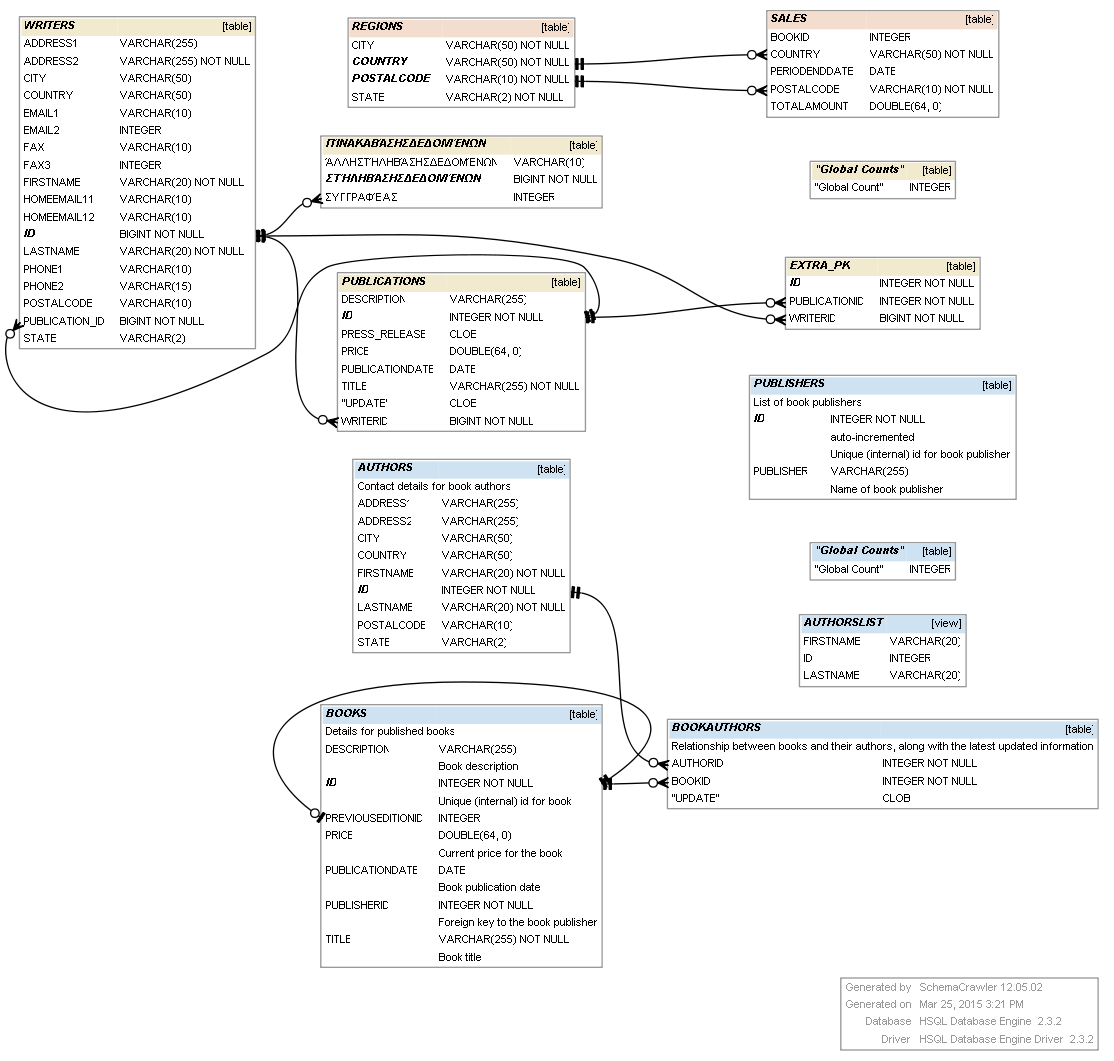 WRITERS [table]
ADDRESS1 VARCHAR(255)
ADDRESS2 VARCHAR(255) NOT NULL
CITY VARCHAR(50)
COUNTRY VARCHAR(50)
EMAIL1 VARCHAR(10)
EMAIL2 INTEGER
FAX VARCHAR(10)
FAX3 INTEGER
FIRSTNAME VARCHAR(20) NOT NULL
HOMEEMAIL11 VARCHAR(10)
HOMEEMAIL12 VARCHAR(10)
ID BIGINT NOT NULL
LASTNAME VARCHAR(20) NOT NULL
PHONE1 VARCHAR(10)
PHONE2 VARCHAR(15)
POSTALCODE VARCHAR(10)
PUBLICATION_ID BIGINT NOT NULL
STATE VARCHAR(2)
REGIONS [table]
CITY VARCHAR(50) NOT NULL
COUNTRY VARCHAR(50) NOT NULL
POSTALCODE VARCHAR(10) NOT NULL
STATE VARCHAR(2) NOT NULL
SALES [table]
BOOKID INTEGER
COUNTRY VARCHAR(50) NOT NULL
PERIODENDDATE DATE
POSTALCODE VARCHAR(10) NOT NULL
TOTALAMOUNT DOUBLE(64, 0)
ΠΊΝΑΚΑΒΆΣΗΣΔΕΔΟΜΈΝΩΝ [table]
ΆΛΛΗΣΤΉΛΗΒΆΣΗΣΔΕΔΟΜΈΝΩΝ VARCHAR(10)
ΣΤΉΛΗΒΆΣΗΣΔΕΔΟΜΈΝΩΝ BIGINT NOT NULL
ΣΥΓΓΡΑΦΈΑΣ INTEGER
"Global Counts" [table]
"Global Count" INTEGER
EXTRA_PK [table]
ID INTEGER NOT NULL
PUBLICATIONID INTEGER NOT NULL
WRITERID BIGINT NOT NULL
PUBLICATIONS [table]
DESCRIPTION VARCHAR(255)
ID INTEGER NOT NULL
PRESS_RELEASE CLOB
PRICE DOUBLE(64, 0)
PUBLICATIONDATE DATE
TITLE VARCHAR(255) NOT NULL
"UPDATE" CLOB
WRITERID BIGINT NOT NULL
PUBLISHERS [table]
List of book publishers
ID INTEGER NOT NULL
auto-incremented
Unique (internal) id for book publisher
PUBLISHER VARCHAR(255)
Name of book publisher
AUTHORS [table]
Contact details for book authors
ADDRESS1 VARCHAR(255)
ADDRESS2 VARCHAR(255)
CITY VARCHAR(50)
COUNTRY VARCHAR(50)
FIRSTNAME VARCHAR(20) NOT NULL
ID INTEGER NOT NULL
LASTNAME VARCHAR(20) NOT NULL
POSTALCODE VARCHAR(10)
STATE VARCHAR(2)
"Global Counts" [table]
"Global Count" INTEGER
AUTHORSLIST [view]
FIRSTNAME VARCHAR(20)
ID INTEGER
LASTNAME VARCHAR(20)
BOOKS [table]
Details for published books
DESCRIPTION VARCHAR(255)
Book description
ID INTEGER NOT NULL
Unique (internal) id for book
PREVIOUSEDITIONID INTEGER
PRICE DOUBLE(64, 0)
Current price for the book
PUBLICATIONDATE DATE
Book publication date
PUBLISHERID INTEGER NOT NULL
Foreign key to the book publisher
TITLE VARCHAR(255) NOT NULL
Book title
BOOKAUTHORS [table]
Relationship between books and their authors, along with the latest updated information
AUTHORID INTEGER NOT NULL
BOOKID INTEGER NOT NULL
"UPDATE" CLOB
Generated by SchemaCrawler 12.05.02
Generated on Mar 25, 2015 3:21 PM
Database HSQL Database Engine 2.3.2
Driver HSQL Database Engine Driver 2.3.2